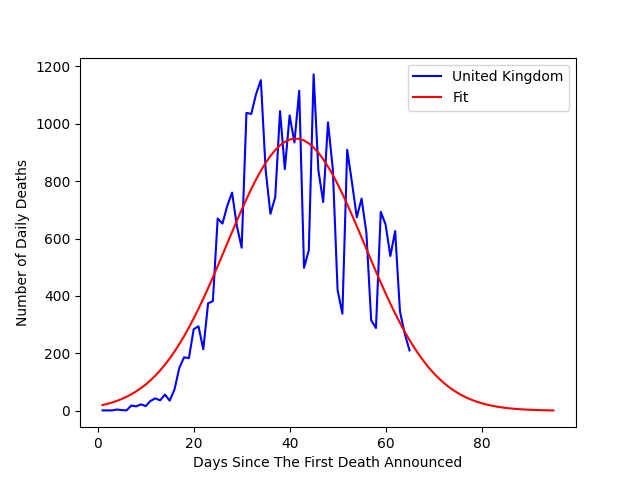 United Kingdom
Fit
1200
1000
800
600
400
200
0
Number of Daily Deaths
0 20 40 60 80
Days Since The First Death Announced